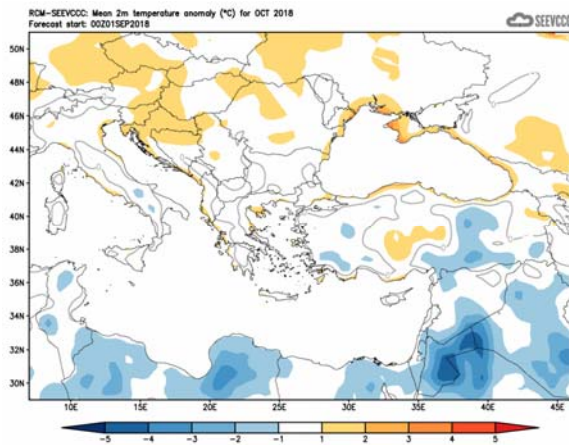 RCM-SEEVCCC: Mean 2m temperature anomaly (°C) for OCT 2018
Forecast start: 00Z01SEP2018
SEEVCCC
50N
48N
46N
44N
42N
40N
38N
36N
34N
32N
30N
10E 15E 20E 25E 30E 35E 40E 45E
-5 -4 -3 -2 -1 1 2 3 4 5